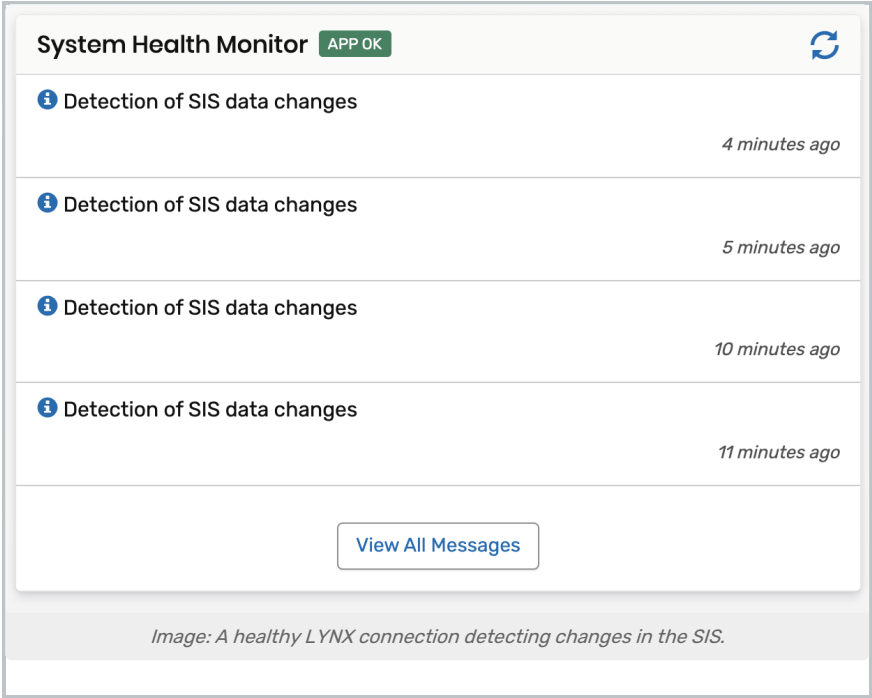 System Health Monitor APP OK
Detection of SIS data changes
4 minutes ago
Detection of SIS data changes
5 minutes ago
Detection of SIS data changes
10 minutes ago
Detection of SIS data changes
11 minutes ago
View All Messages
Image: A healthy LYNX connection detecting changes in the SIS.